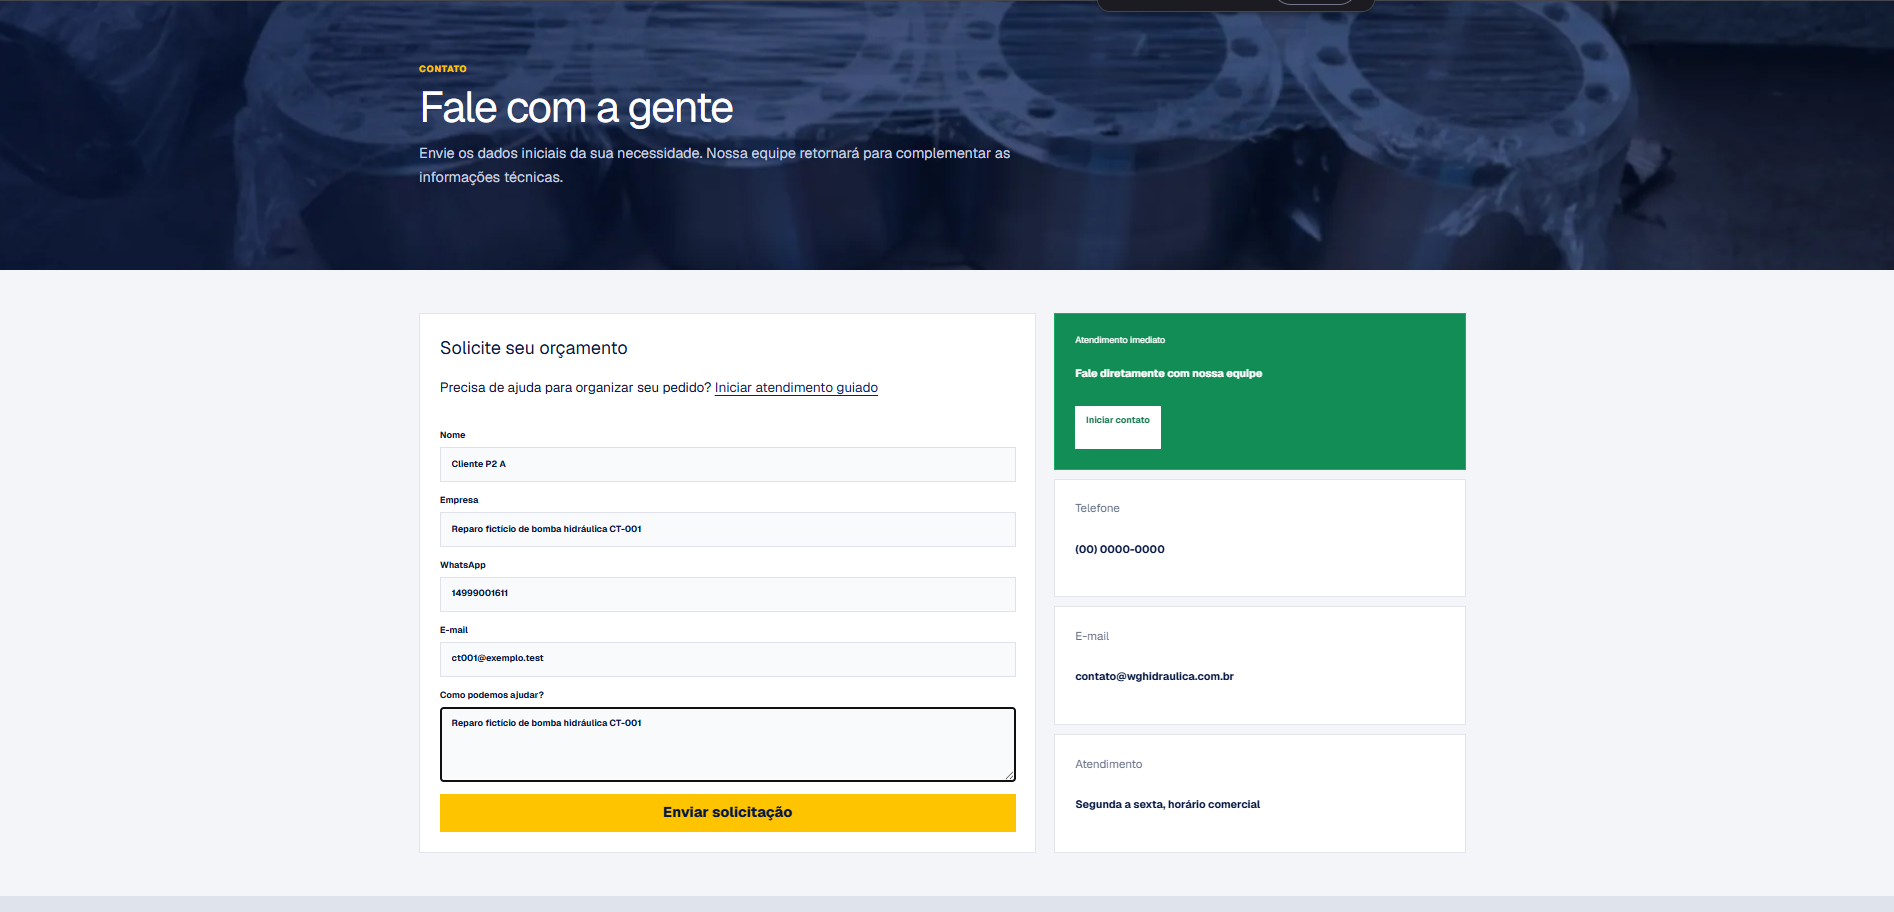 CONTATO
Fale com a gente
Envie os dados iniciais da sua necessidade. Nossa equipe retornará para complementar as
informações técnicas.
Solicite seu orçamento
Precisa de ajuda para organizar seu pedido? Iniciar atendimento guiado
Nome
Cliente P2 A
Empresa
Reparo fictício de bomba hidráulica CT-001
WhatsApp
14999001611
E-mail
ct001@exemplo.test
Como podemos ajudar?
Reparo fictício de bomba hidráulica CT-001
Enviar solicitação
Atendimento imediato
Fale diretamente com nossa equipe
Iniciar contato
Telefone
(00) 0000-0000
E-mail
contato@wghidraulica.com.br
Atendimento
Segunda a sexta, horário comercial